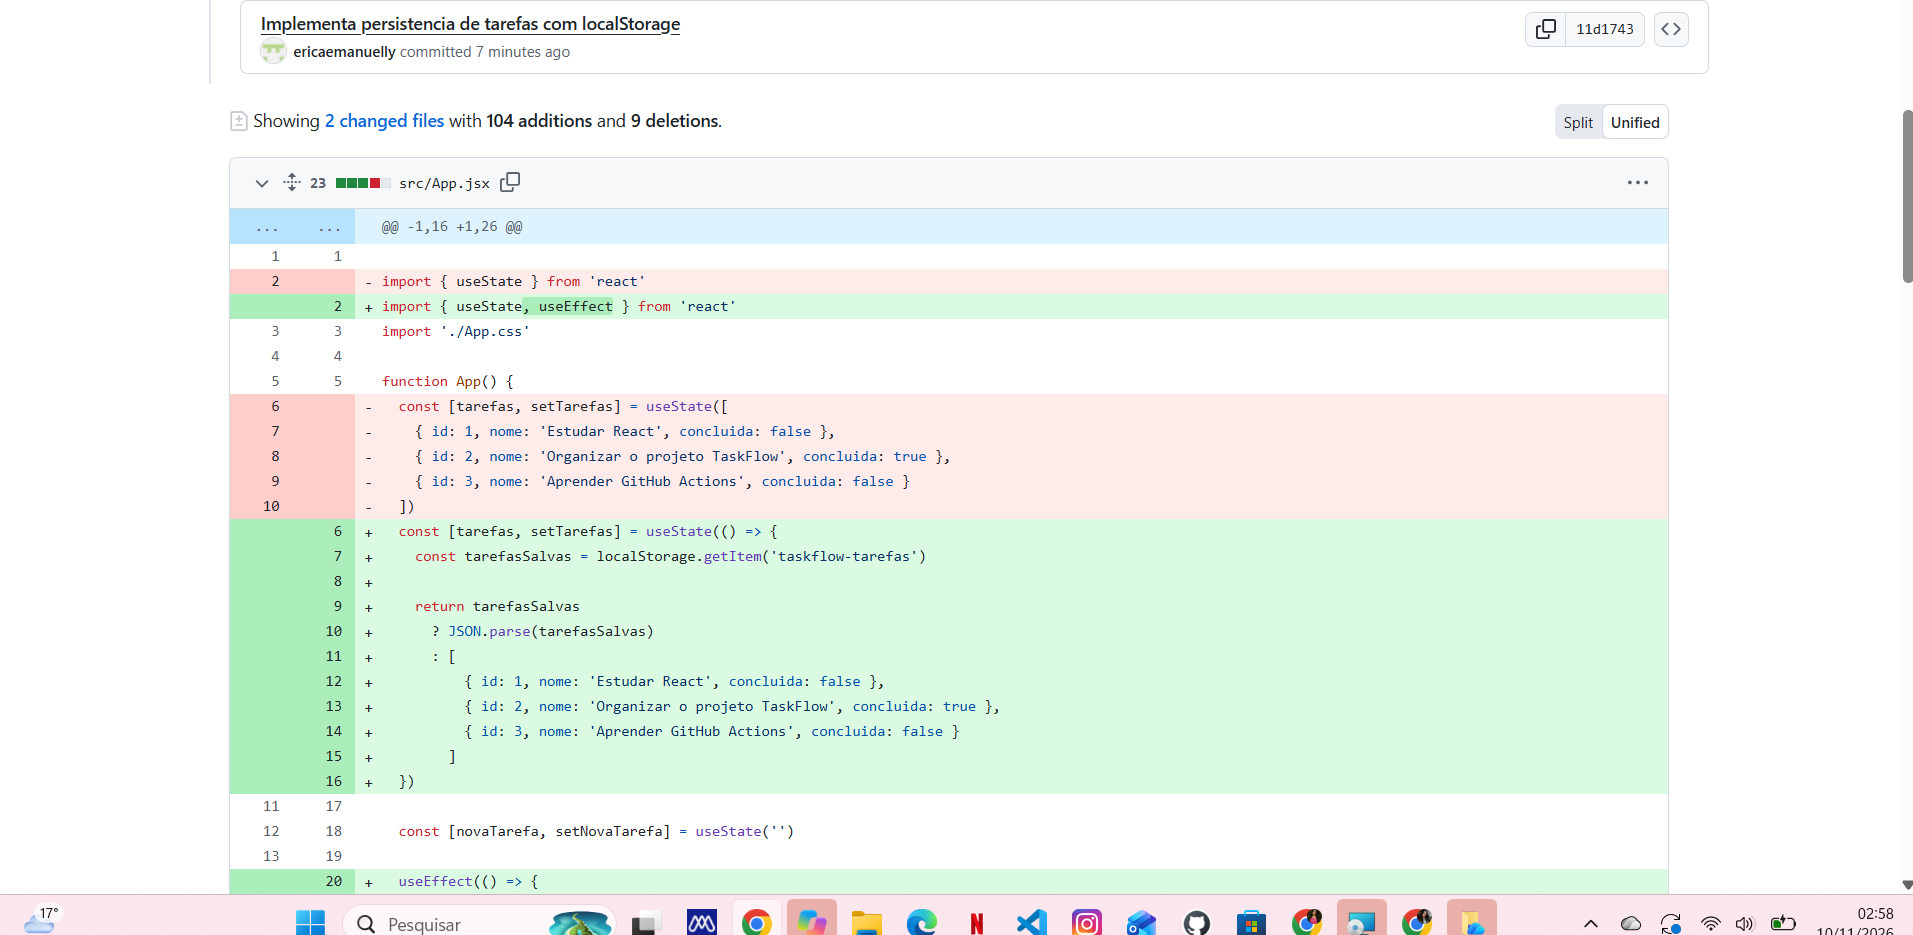 Implementa persistencia de tarefas com localStorage
11d1743
ericaemanuelly committed 7 minutes ago
Showing 2 changed files with 104 additions and 9 deletions.
Split Unified
23 src/App.jsx
... ... @@ -1,16 +1,26 @@
1 1
2 - import { useState } from 'react'
2 + import { useState, useEffect } from 'react'
3 3 import './App.css'
4 4
5 5 function App() {
6 - const [tarefas, setTarefas] = useState([
7 - { id: 1, nome: 'Estudar React', concluida: false },
8 - { id: 2, nome: 'Organizar o projeto TaskFlow', concluida: true },
9 - { id: 3, nome: 'Aprender GitHub Actions', concluida: false }
10 - ])
6 + const [tarefas, setTarefas] = useState(() => {
7 + const tarefasSalvas = localStorage.getItem('taskflow-tarefas')
8 +
9 + return tarefasSalvas
10 + ? JSON.parse(tarefasSalvas)
11 + : [
12 + { id: 1, nome: 'Estudar React', concluida: false },
13 + { id: 2, nome: 'Organizar o projeto TaskFlow', concluida: true },
14 + { id: 3, nome: 'Aprender GitHub Actions', concluida: false }
15 + ]
16 + })
11 17
12 18 const [novaTarefa, setNovaTarefa] = useState('')
13 19
20 + useEffect(() => {
17°
Pesquisar
02:58
10/11/2026